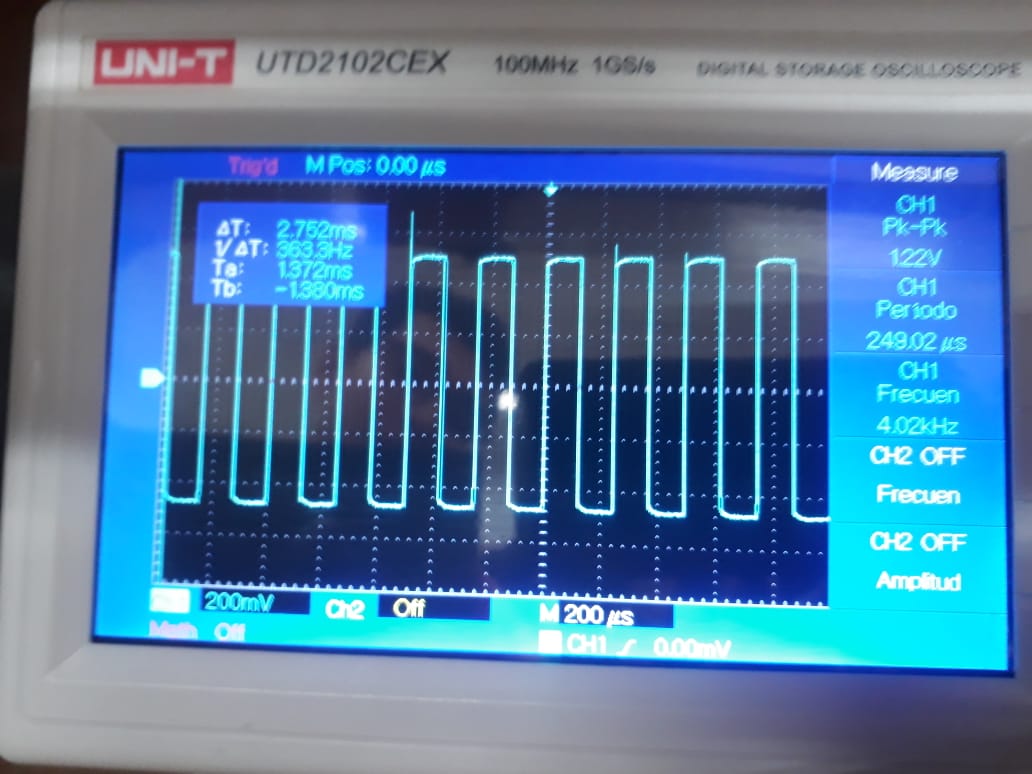 UNI-T UTD2102CEX 100MHz 1GS/s DIGITAL STORAGE OSCILLOSCOPE
Trig'd M Pos: 0.00 μs
Measure
ΔT: 2.752ms
1/ΔT: 363.3Hz
Ta: 1.372ms
Tb: -1.380ms
CH1
Pk-Pk
1.22V
CH1
Período
249.02 μs
CH1
Frecuen
4.02kHz
CH2 OFF
Frecuen
CH2 OFF
Amplitud
200mV Ch2 Off M 200 μs
Math Off CH1 0.00mV